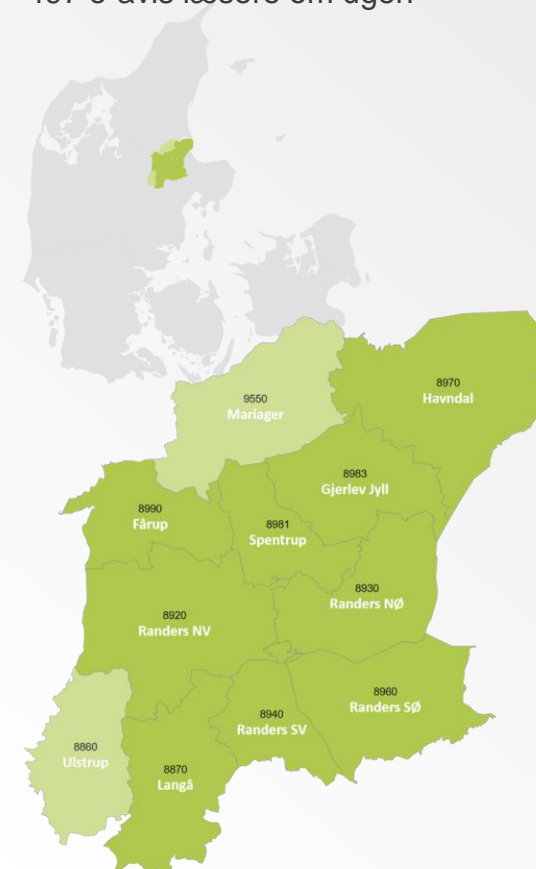 9550
Mariager
8970
Havndal
8983
Gjerlev Jyll
8990
Fårup
8981
Spentrup
8930
Randers NØ
8920
Randers NV
8960
Randers SØ
8940
Randers SV
8860
Ulstrup
8870
Langå